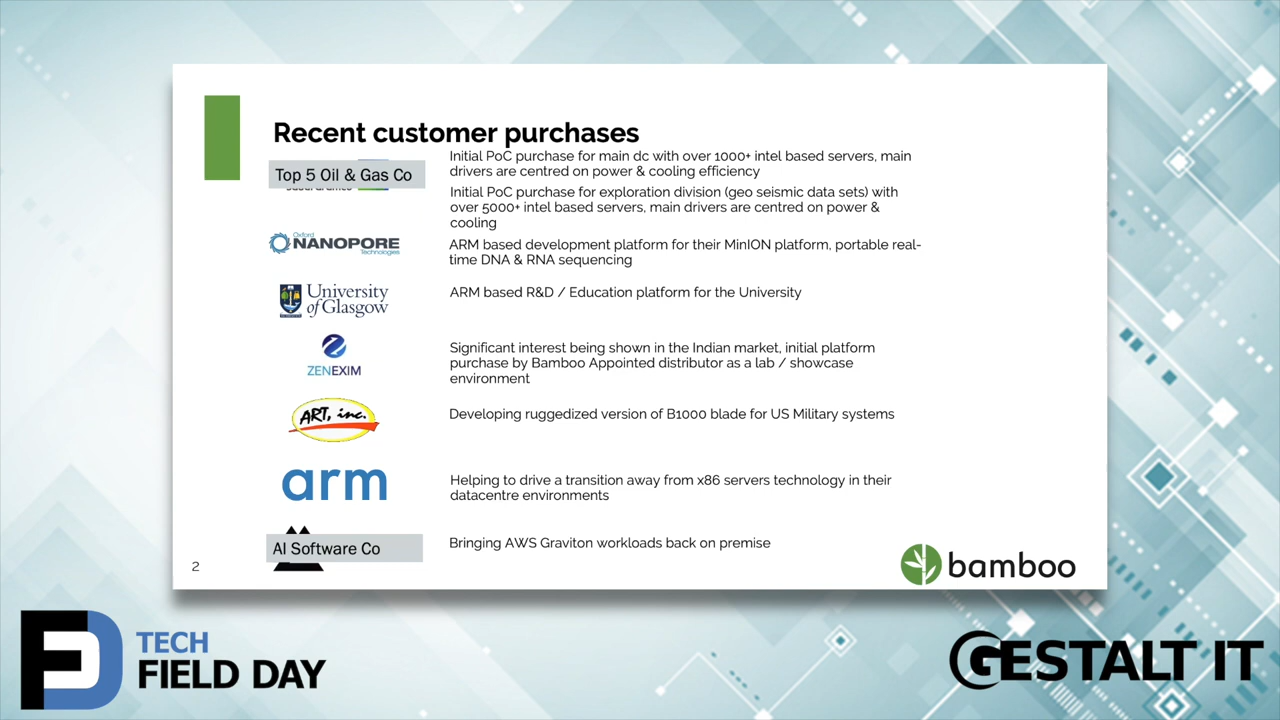 Recent customer purchases
Top 5 Oil & Gas Co
Initial PoC purchase for main dc with over 1000+ intel based servers, main
drivers are centred on power & cooling efficiency
Initial PoC purchase for exploration division (geo seismic data sets) with
over 5000+ intel based servers, main drivers are centred on power &
cooling
Oxford
NANOPORE
Technologies
ARM based development platform for their MinION platform, portable real-
time DNA & RNA sequencing
University
of Glasgow
ARM based R&D / Education platform for the University
ZENEXIM
Significant interest being shown in the Indian market, initial platform
purchase by Bamboo Appointed distributor as a lab / showcase
environment
ART, inc.
Developing ruggedized version of B1000 blade for US Military systems
arm
Helping to drive a transition away from x86 servers technology in their
datacentre environments
AI Software Co
Bringing AWS Graviton workloads back on premise
2
bamboo
TECH
FIELD DAY
GESTALT IT